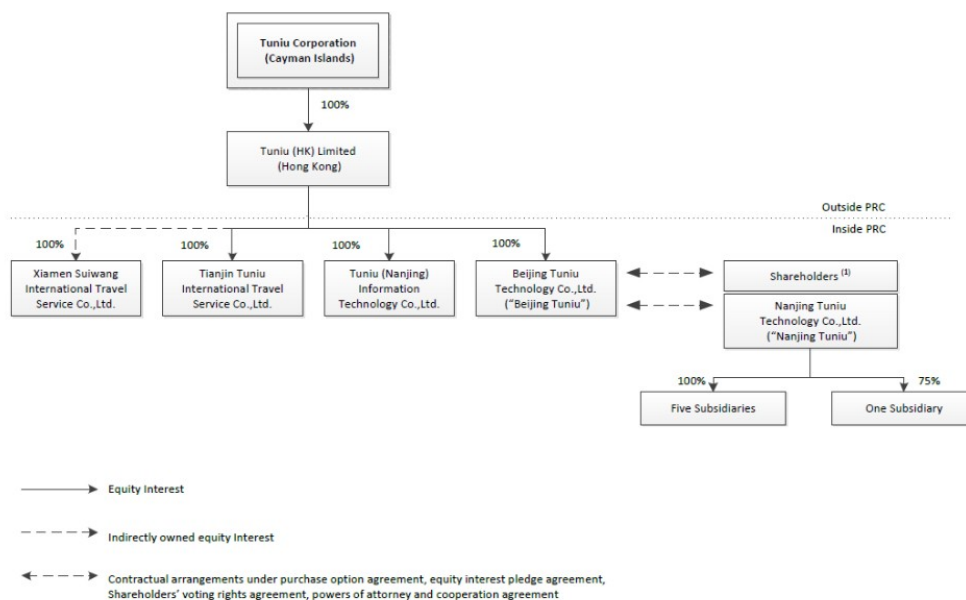 Tuniu Corporation
(Cayman Islands)
100%
Tuniu (HK) Limited
(Hong Kong)
Outside PRC
Inside PRC
100%
100%
100%
100%
Xiamen Suiwang
International Travel
Service Co.,Ltd.
Tianjin Tuniu
International Travel
Service Co.,Ltd.
Tuniu (Nanjing)
Information
Technology Co.,Ltd.
Beijing Tuniu
Technology Co.,Ltd.
(“Beijing Tuniu”)
Shareholders (1)
Nanjing Tuniu
Technology Co.,Ltd.
(“Nanjing Tuniu”)
100%
75%
Five Subsidiaries
One Subsidiary
Equity Interest
Indirectly owned equity Interest
Contractual arrangements under purchase option agreement, equity interest pledge agreement,
Shareholders’ voting rights agreement, powers of attorney and cooperation agreement